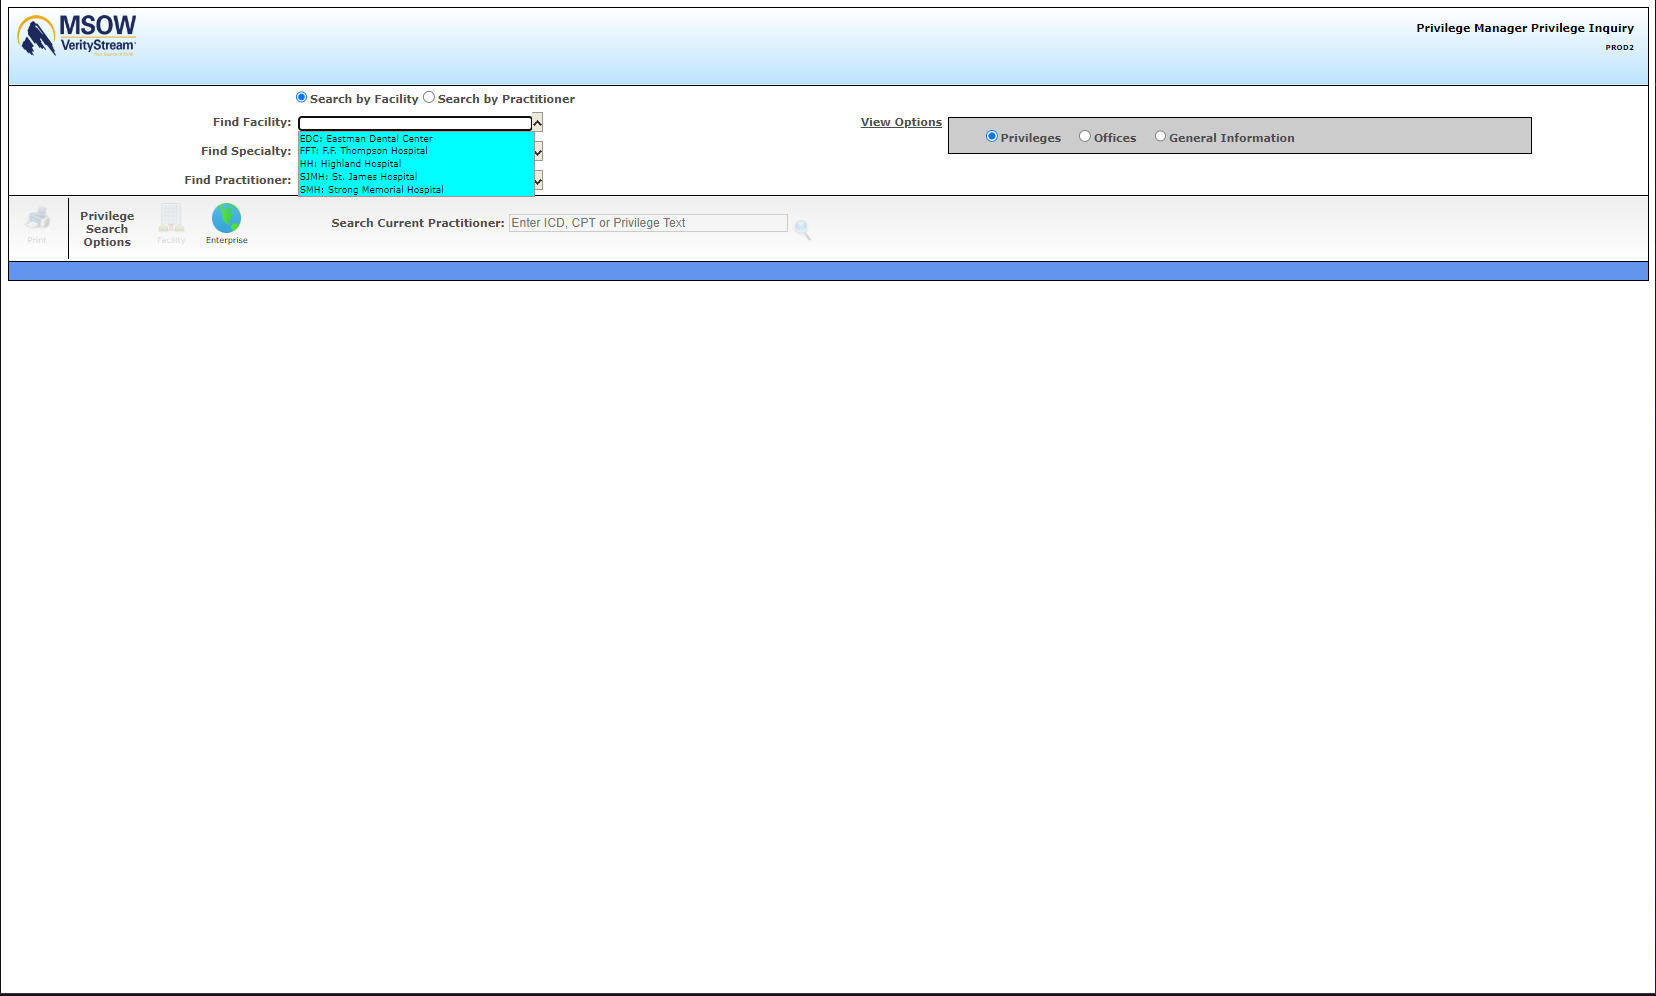 MSOW
VerityStream
Privilege Manager Privilege Inquiry
PROD2
Search by Facility Search by Practitioner
Find Facility:
EDC: Eastman Dental Center
FFT: F.F. Thompson Hospital
HH: Highland Hospital
SJMH: St. James Hospital
SMH: Strong Memorial Hospital
Find Specialty:
Find Practitioner:
View Options
Privileges Offices General Information
Print
Privilege
Search
Options
Facility
Enterprise
Search Current Practitioner: Enter ICD, CPT or Privilege Text